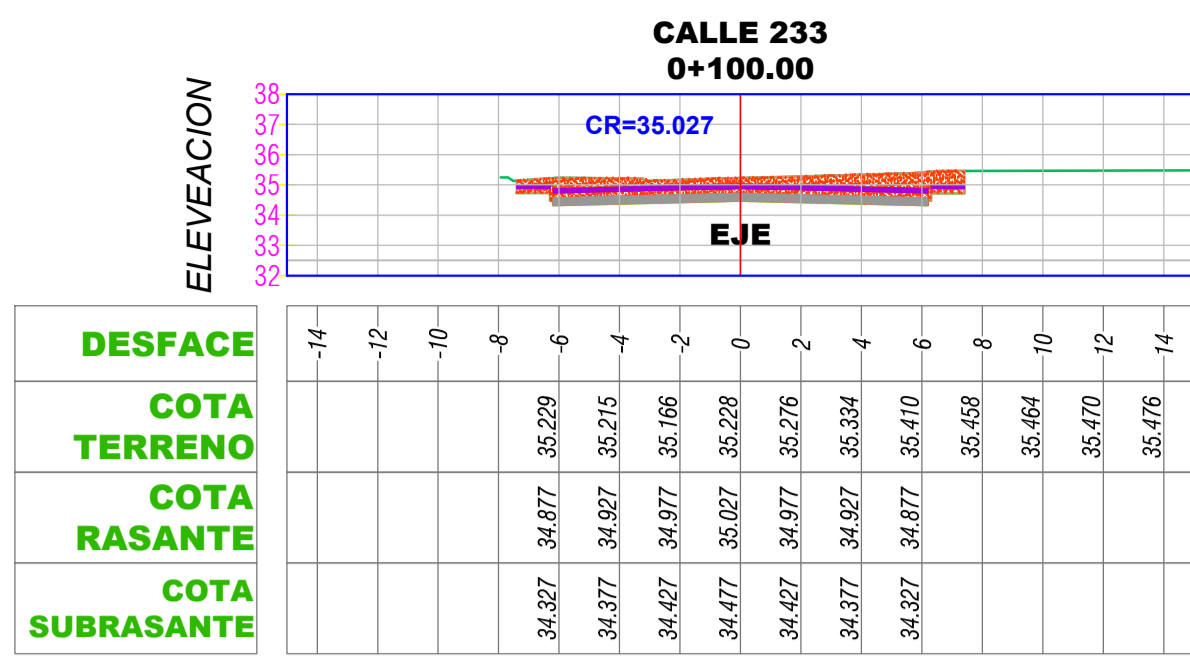 CALLE 233
0+100.00
ELEVEACION
38
37
36
35
34
33
32
CR=35.027
EJE
DESFACE -14 -12 -10 -8 -6 -4 -2 0 2 4 6 8 10 12 14
COTA
TERRENO 35.229 35.215 35.166 35.228 35.276 35.334 35.410 35.458 35.464 35.470 35.476
COTA
RASANTE 34.877 34.927 34.977 35.027 34.977 34.927 34.877
COTA
SUBRASANTE 34.327 34.377 34.427 34.477 34.427 34.377 34.327